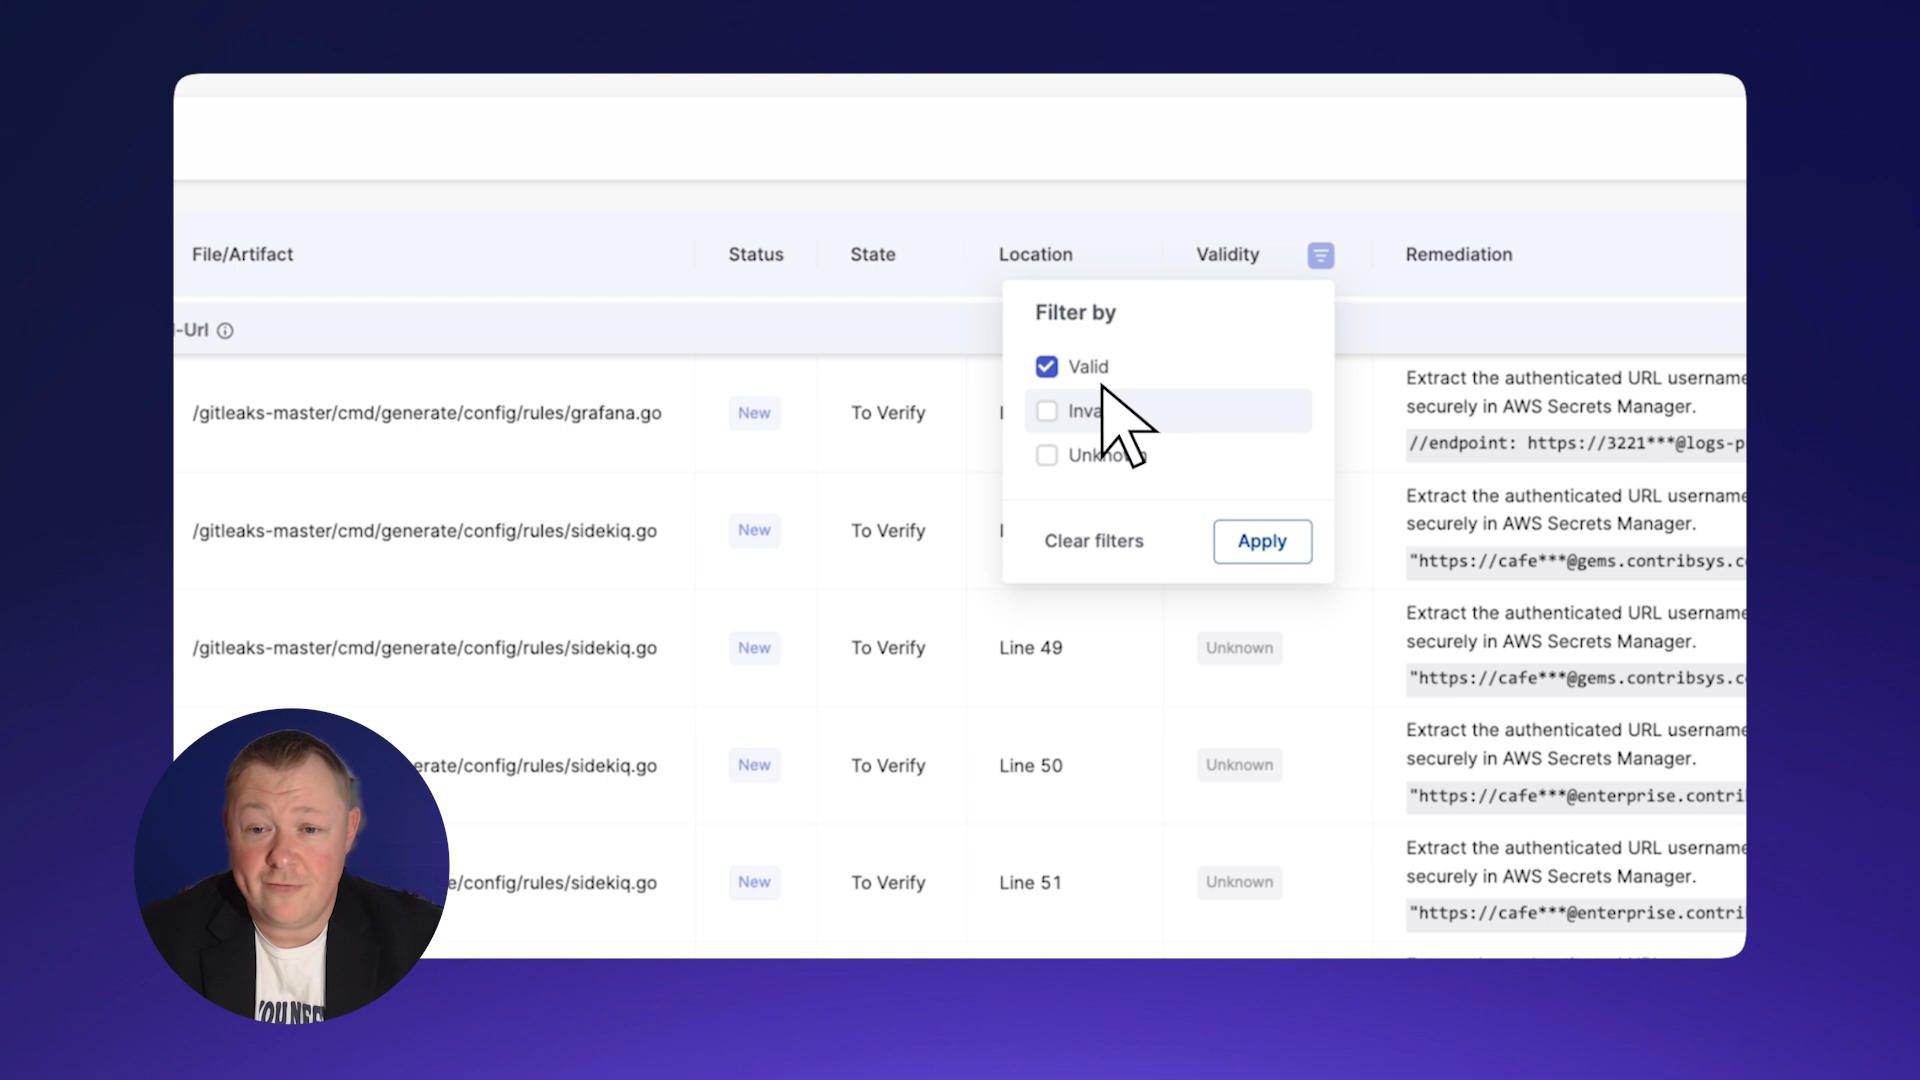 File/Artifact Status State Location Validity Remediation
-Url
Filter by
Valid
Unknown
Clear filters Apply
/gitleaks-master/cmd/generate/config/rules/grafana.go New To Verify
Extract the authenticated URL username
securely in AWS Secrets Manager.
//endpoint: https://3221***@logs-p
/gitleaks-master/cmd/generate/config/rules/sidekiq.go New To Verify
Extract the authenticated URL username
securely in AWS Secrets Manager.
"https://cafe***@gems.contribsys.c
/gitleaks-master/cmd/generate/config/rules/sidekiq.go New To Verify Line 49 Unknown
Extract the authenticated URL username
securely in AWS Secrets Manager.
"https://cafe***@gems.contribsys.c
erate/config/rules/sidekiq.go New To Verify Line 50 Unknown
Extract the authenticated URL username
securely in AWS Secrets Manager.
"https://cafe***@enterprise.contri
e/config/rules/sidekiq.go New To Verify Line 51 Unknown
Extract the authenticated URL username
securely in AWS Secrets Manager.
"https://cafe***@enterprise.contri
YOU NEE